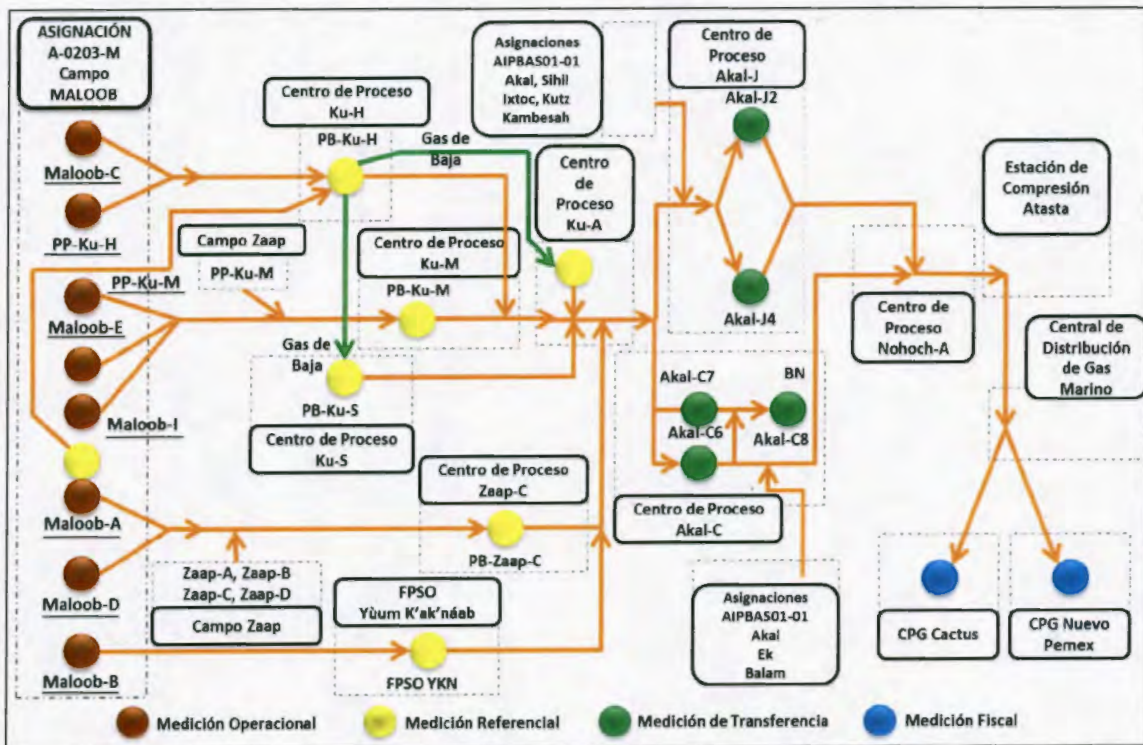 ASIGNACIÓN
A-0203-M
Campo
MALOOB
Maloob-C
PP-Ku-H
PP-Ku-M
Maloob-E
Maloob-I
Maloob-A
Maloob-D
Maloob-B
Centro de Proceso
Ku-H
PB-Ku-H
Gas de
Baja
Campo Zaap
PP-Ku-M
Centro de Proceso
Ku-M
PB-Ku-M
Gas de
Baja
PB-Ku-S
Centro de Proceso
Ku-S
Asignaciones
AIPBAS01-01
Akal, Sihil
Ixtoc, Kutz
Kambesah
Centro
de
Proceso
Ku-A
Centro de Proceso
Zaap-C
PB-Zaap-C
Zaap-A, Zaap-B
Zaap-C, Zaap-D
Campo Zaap
FPSO
Yùum K’ak’náab
FPSO YKN
Centro de
Proceso
Akal-J
Akal-J2
Akal-J4
Akal-C7
BN
Akal-C6
Akal-C8
Centro de Proceso
Akal-C
Asignaciones
AIPBAS01-01
Akal
Ek
Balam
Centro de
Proceso
Nohoch-A
Estación de
Compresión
Atasta
Central de
Distribución
de Gas
Marino
CPG Cactus
CPG Nuevo
Pemex
Medición Operacional
Medición Referencial
Medición de Transferencia
Medición Fiscal